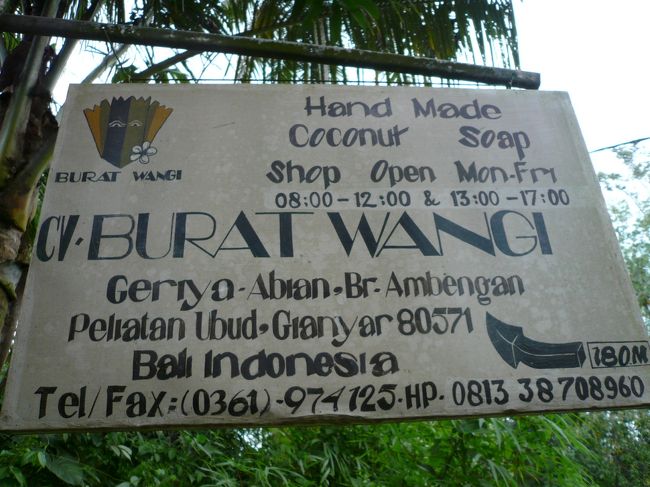 Hand Made
Coconut Soap
BURAT WANGI
Shop Open Mon-Fri
08:00-12:00 & 13:00-17:00
CV. BURAT WANGI
Geriya-Abian, Br. Ambengan
Peliatan Ubud, Gianyar 80571
Bali Indonesia
180M
Tel/Fax: (0361)-974125-HP. 0813 38708960